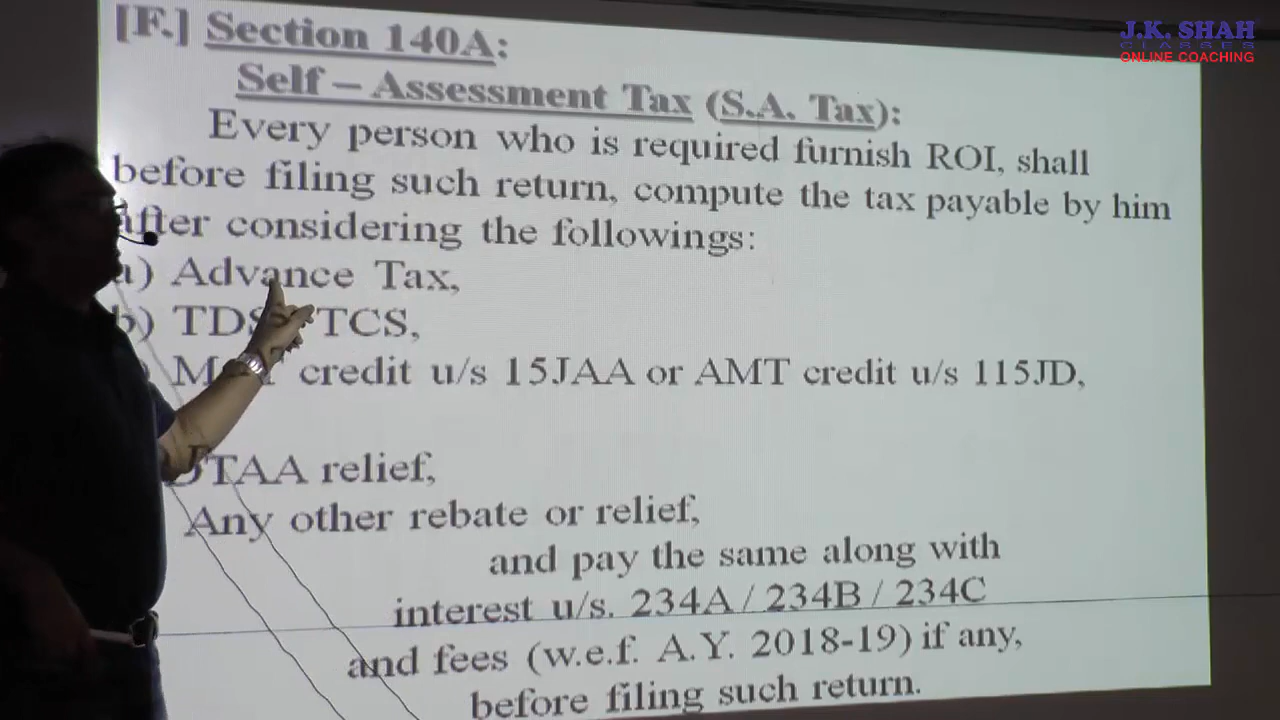 J.K. SHAH
CLASSES
ONLINE COACHING
[F.] Section 140A:
Self – Assessment Tax (S.A. Tax):
Every person who is required furnish ROI, shall
before filing such return, compute the tax payable by him
after considering the followings:
a) Advance Tax,
b) TDS TCS,
credit u/s 15JAA or AMT credit u/s 115JD,
DTAA relief,
Any other rebate or relief,
and pay the same along with
interest u/s. 234A / 234B / 234C
and fees (w.e.f. A.Y. 2018-19) if any,
before filing such return.